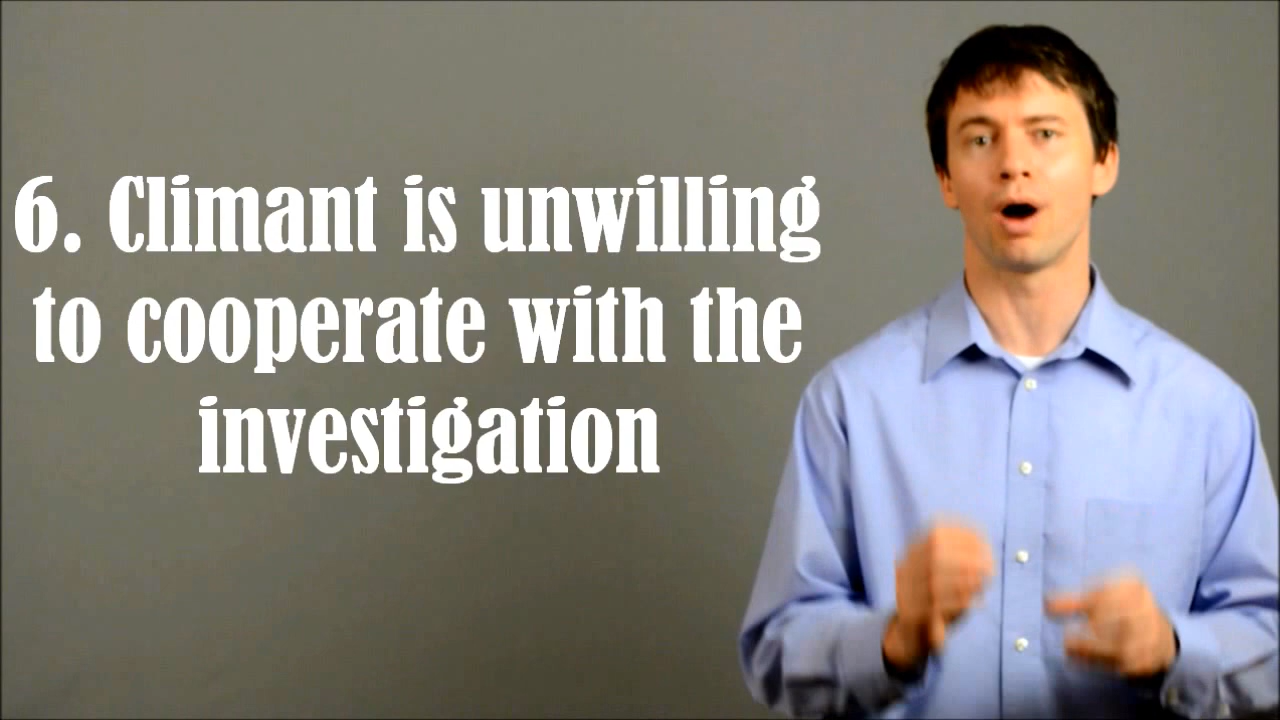 6. Climant is unwilling
to cooperate with the
investigation